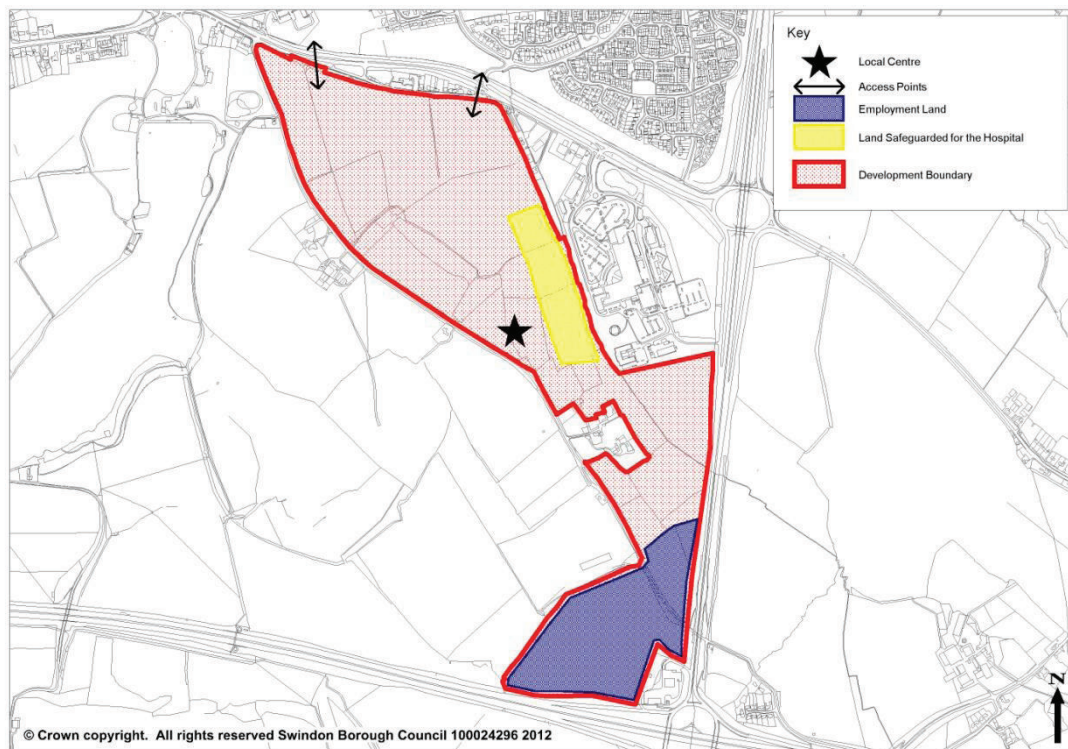 Key
Local Centre
Access Points
Employment Land
Land Safeguarded for the Hospital
Development Boundary
N
© Crown copyright. All rights reserved Swindon Borough Council 100024296 2012